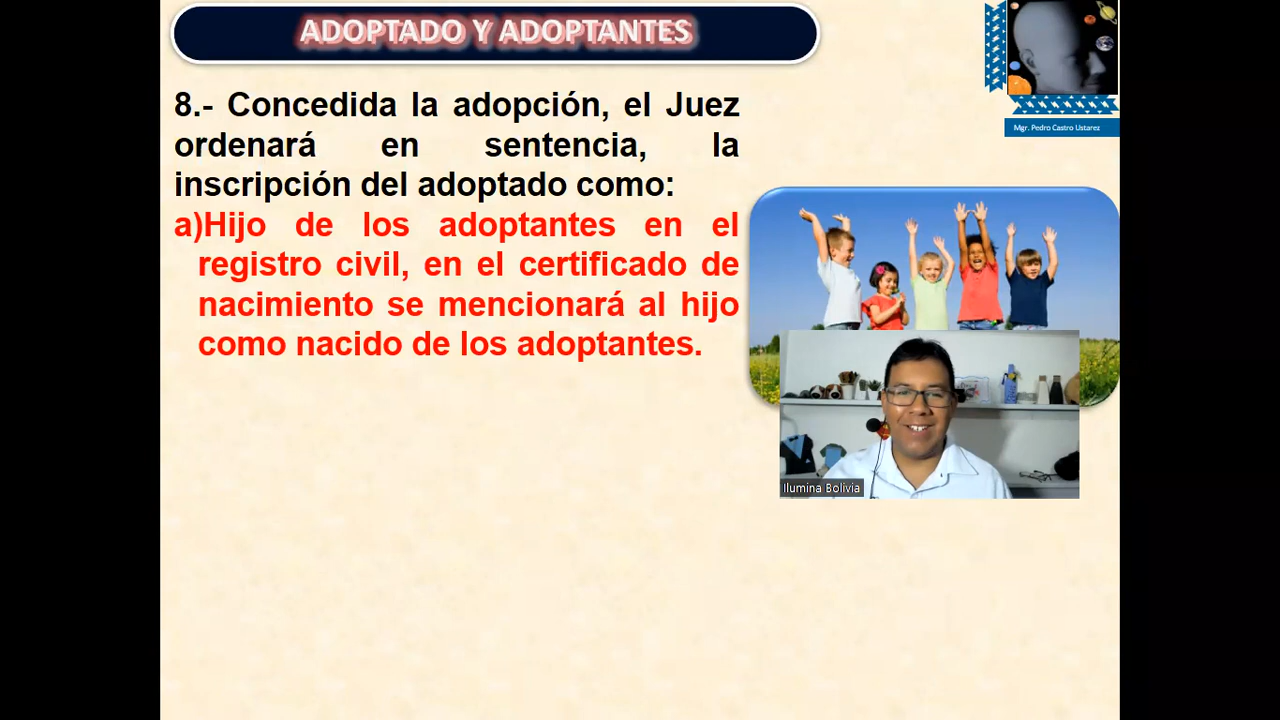 ADOPTADO Y ADOPTANTES
Mgr. Pedro Castro Ustarez
8.- Concedida la adopción, el Juez
ordenará en sentencia, la
inscripción del adoptado como:
a)Hijo de los adoptantes en el
registro civil, en el certificado de
nacimiento se mencionará al hijo
como nacido de los adoptantes.
Ilumina Bolivia